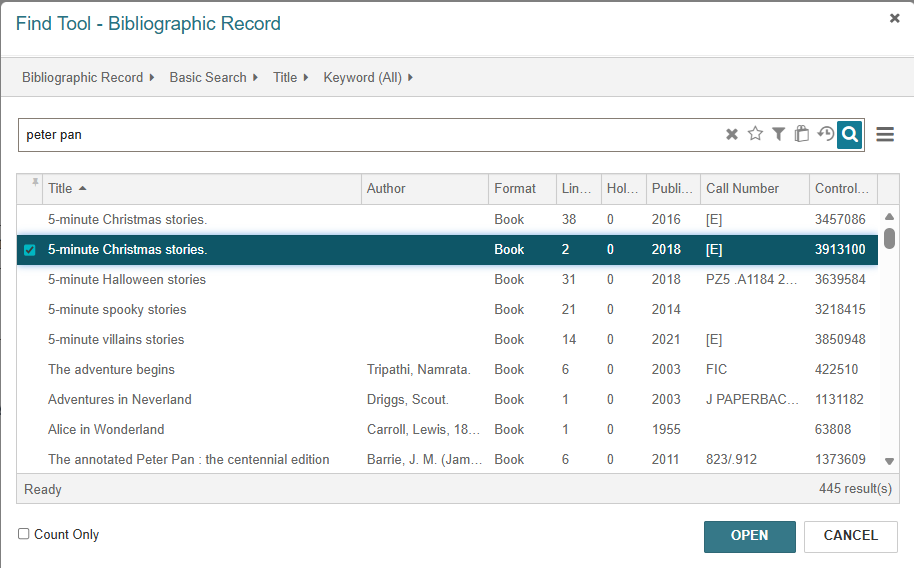 Find Tool - Bibliographic Record
Bibliographic Record Basic Search Title Keyword (All)
peter pan
Title Author Format Lin... Hol... Publi... Call Number Control...
5-minute Christmas stories. Book 38 0 2016 [E] 3457086
5-minute Christmas stories. Book 2 0 2018 [E] 3913100
5-minute Halloween stories Book 31 0 2018 PZ5 .A1184 2... 3639584
5-minute spooky stories Book 21 0 2014 3218415
5-minute villains stories Book 14 0 2021 [E] 3850948
The adventure begins Tripathi, Namrata. Book 6 0 2003 FIC 422510
Adventures in Neverland Driggs, Scout. Book 1 0 2003 J PAPERBAC... 1131182
Alice in Wonderland Carroll, Lewis, 18... Book 1 0 1955 63808
The annotated Peter Pan : the centennial edition Barrie, J. M. (Jam... Book 6 0 2011 823/.912 1373609
Ready 445 result(s)
Count Only OPEN CANCEL